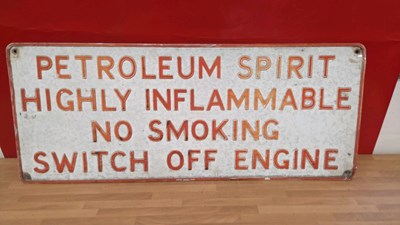 PETROLEUM SPIRIT
HIGHLY INFLAMMABLE
NO SMOKING
SWITCH OFF ENGINE